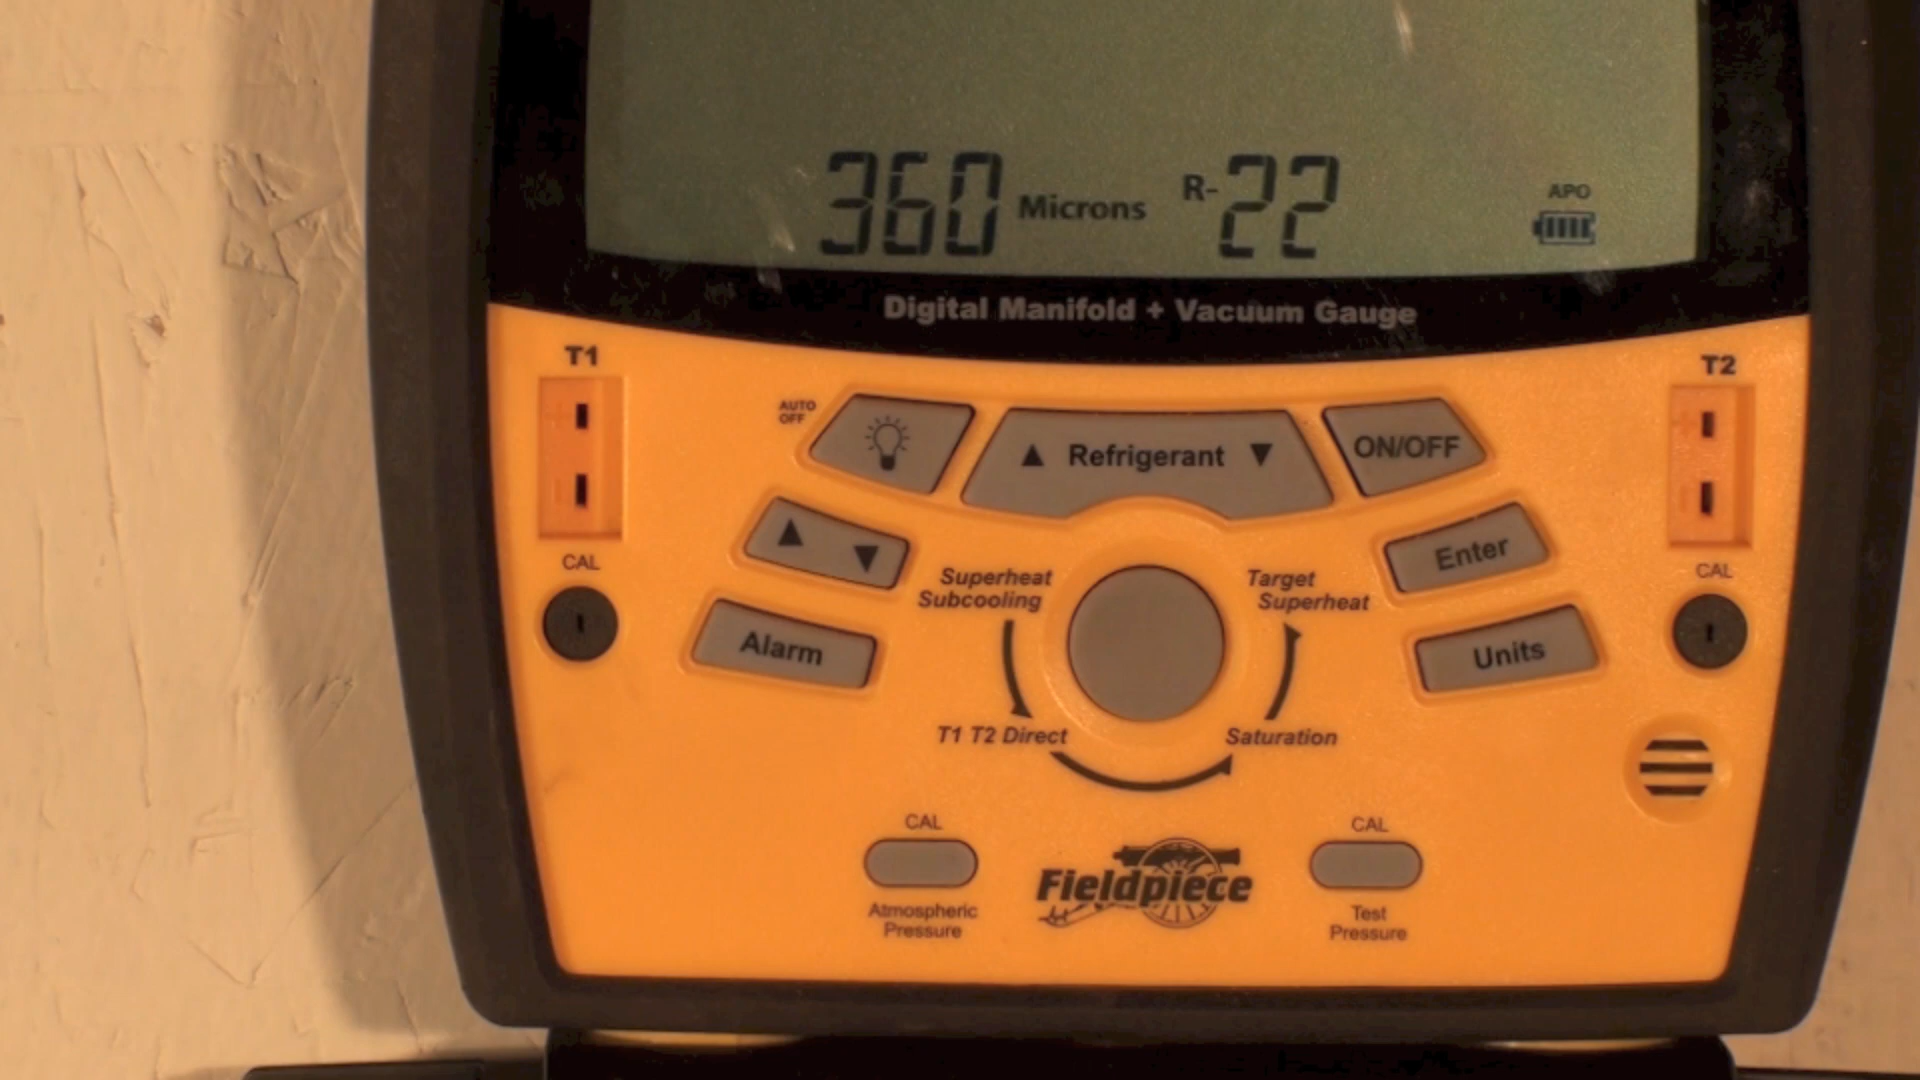 APO
360 Microns R-22
Digital Manifold + Vacuum Gauge
T1
T2
AUTO
OFF
▲ Refrigerant ▼
ON/OFF
▲ ▼
Enter
CAL
CAL
Superheat
Subcooling
Target
Superheat
Alarm
Units
T1 T2 Direct
Saturation
CAL
CAL
Fieldpiece
Atmospheric
Pressure
Test
Pressure